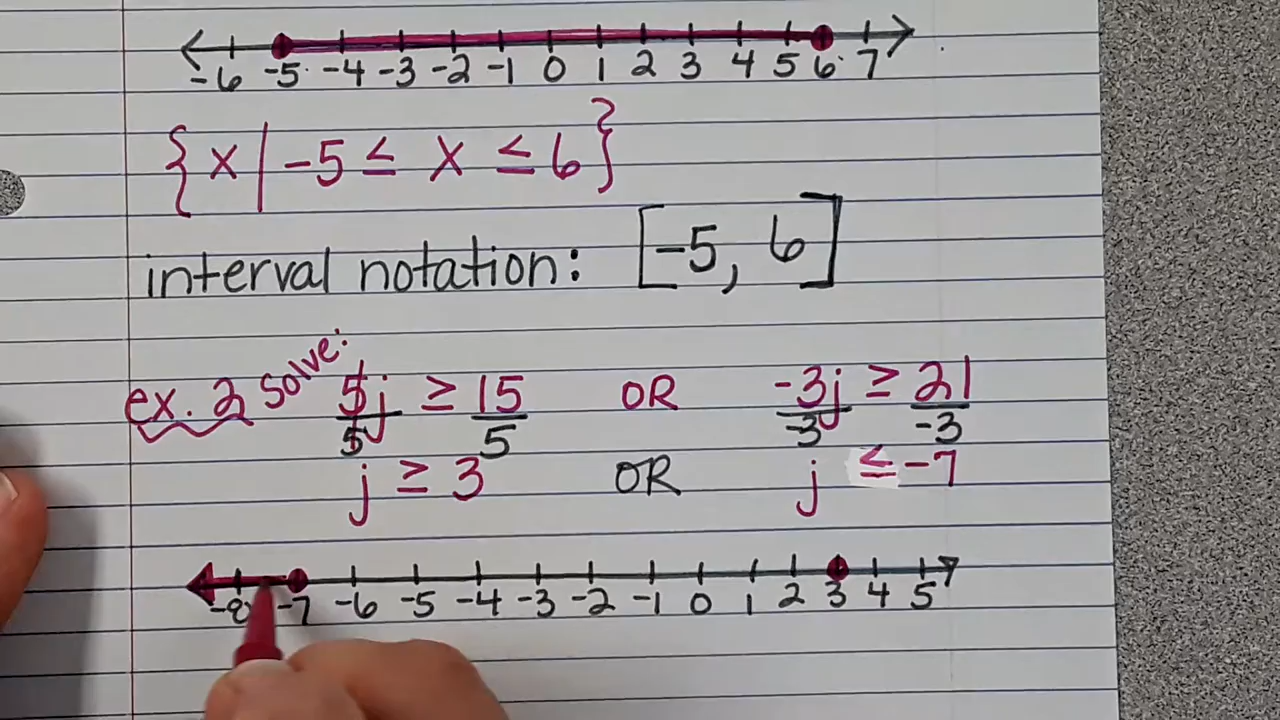 -6 -5 -4 -3 -2 -1 0 1 2 3 4 5 6 7
{x | -5 ≤ x ≤ 6}
interval notation: [-5, 6]
ex. 2 Solve: 5j ≥ 15 OR -3j ≥ 21
5 5 -3 -3
j ≥ 3 OR j ≤ -7
-8 -7 -6 -5 -4 -3 -2 -1 0 1 2 3 4 5